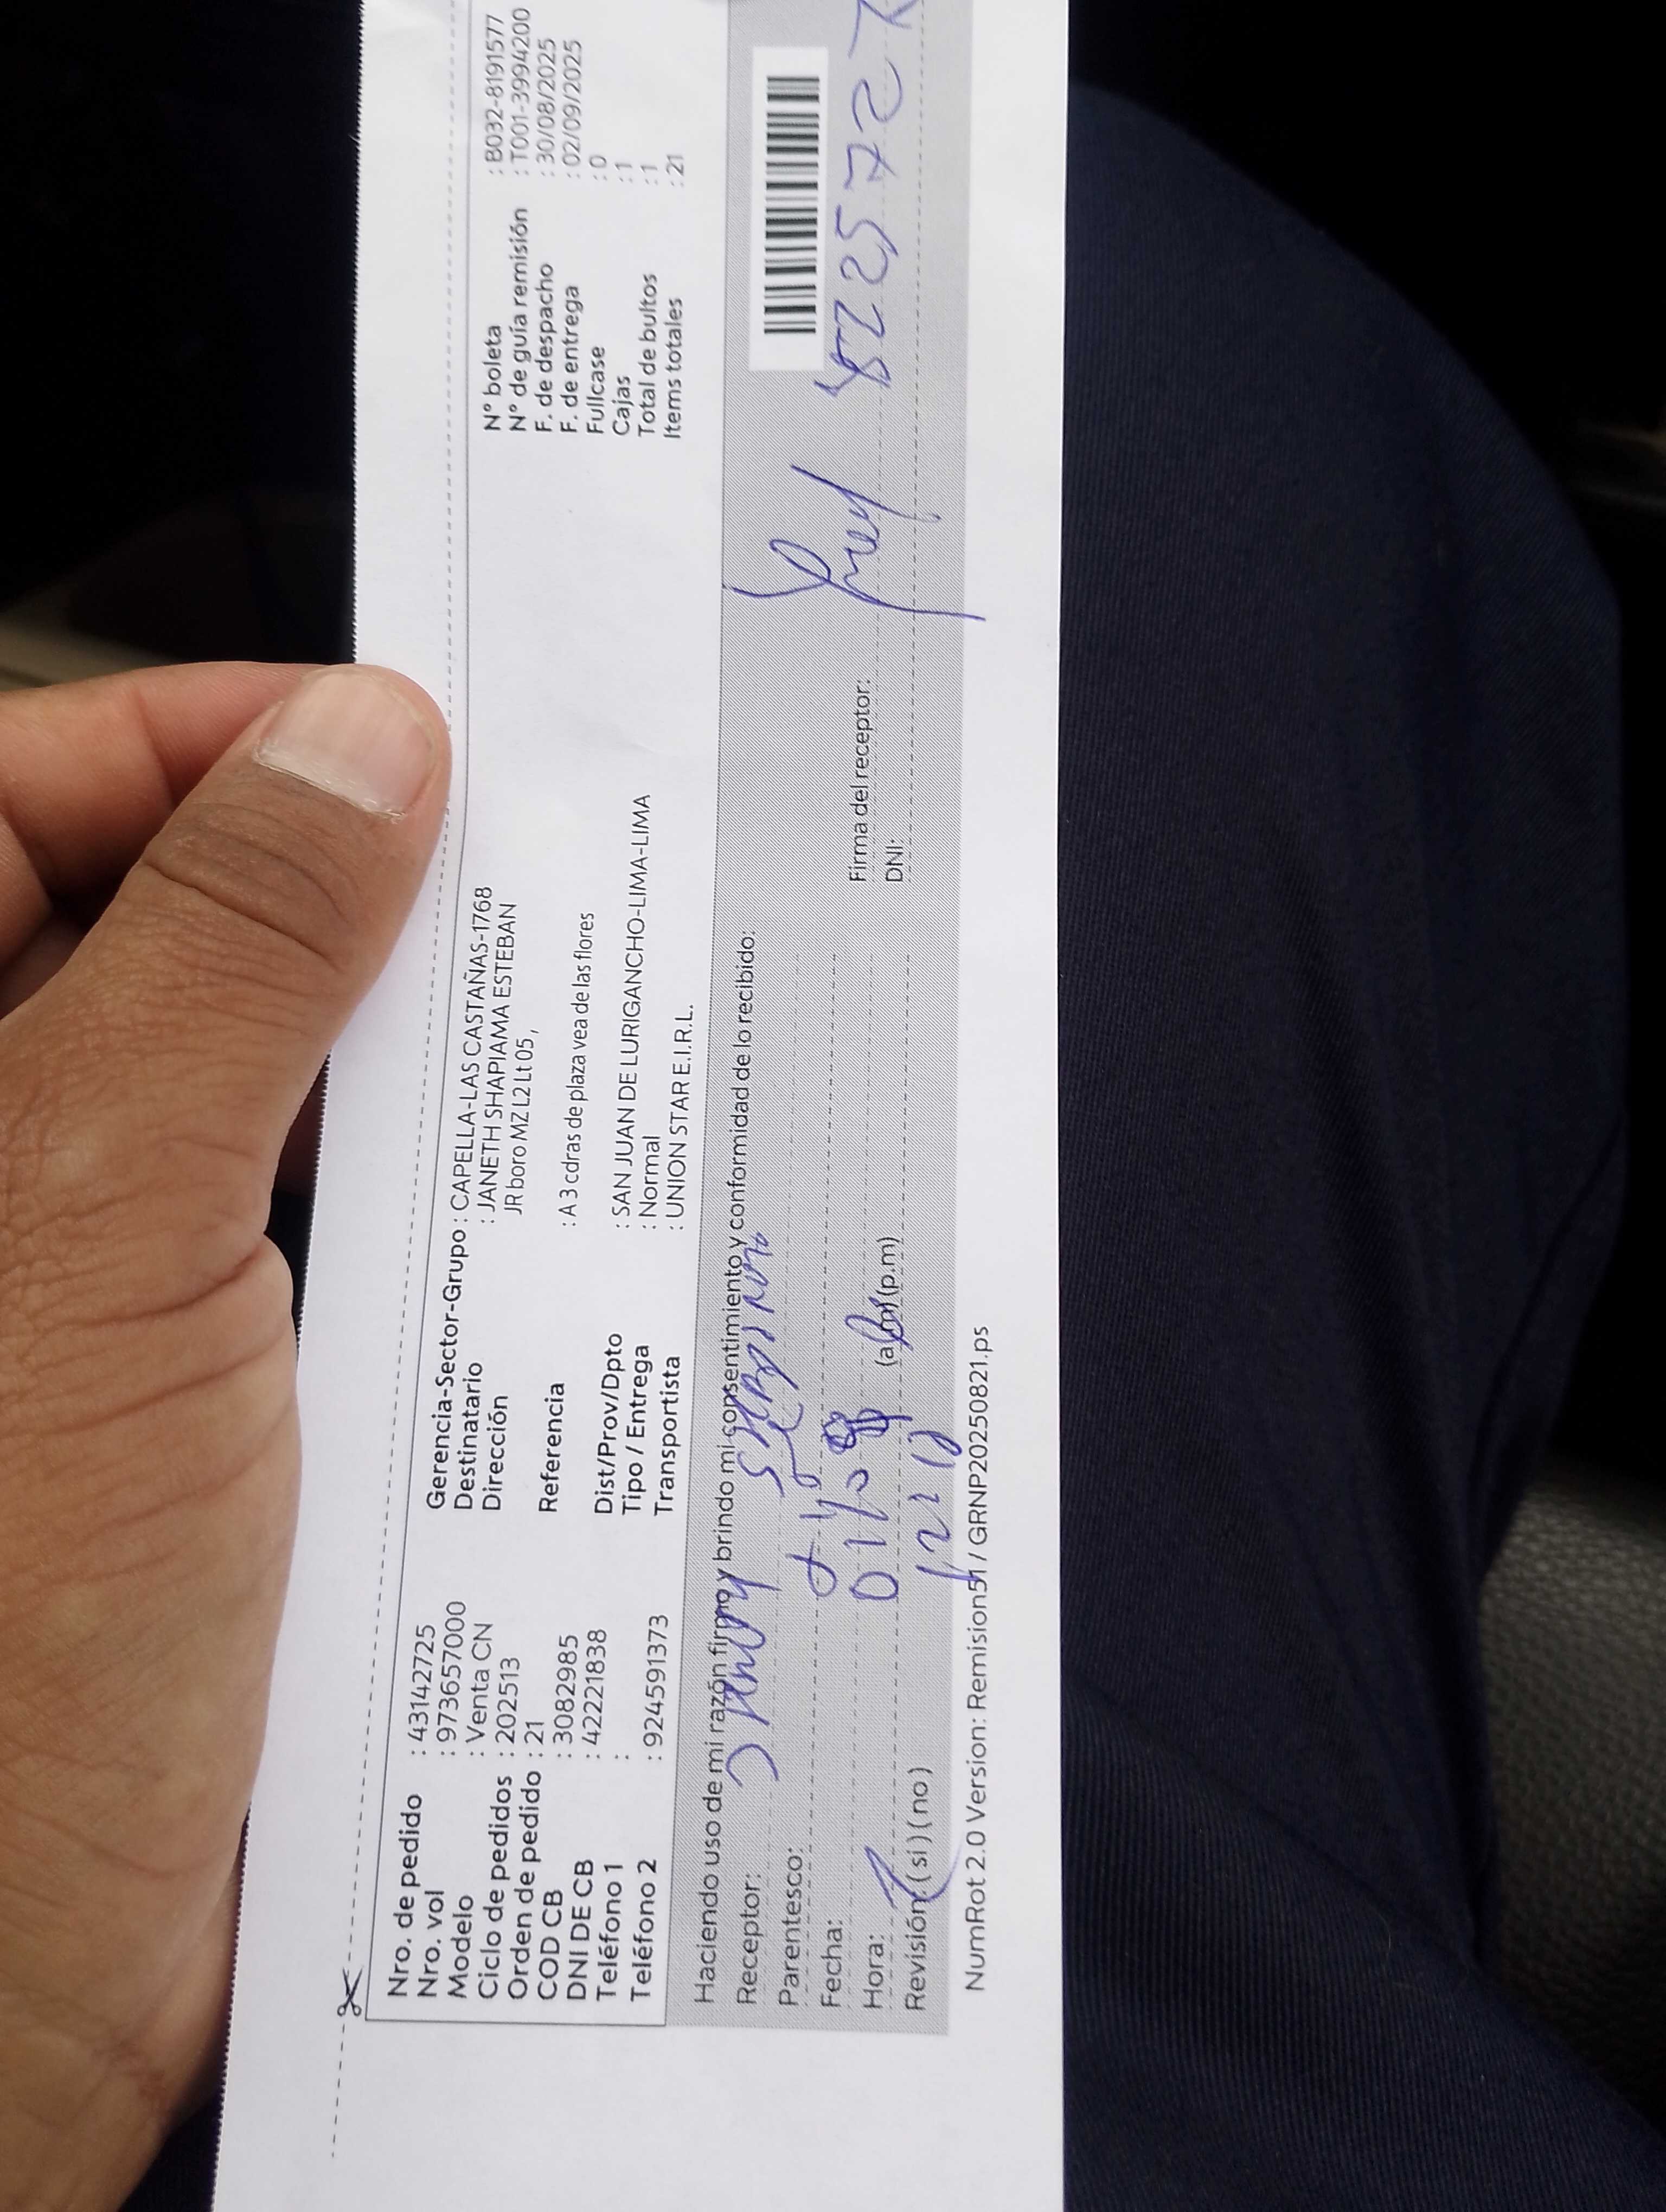 Nro. de pedido : 43142725
Nro. vol : 973657000
Modelo : Venta CN
Ciclo de pedidos : 202513
Orden de pedido : 21
COD CB : 3082985
DNI DE CB : 42221838
Teléfono 1 :
Teléfono 2 : 924591373
Gerencia-Sector-Grupo : CAPELLA-LAS CASTAÑAS-1768
Destinatario : JANETH SHAPIAMA ESTEBAN
Dirección JR boro MZ L2 Lt 05,
Referencia : A 3 cdras de plaza vea de las flores
Dist/Prov/Dpto : SAN JUAN DE LURIGANCHO-LIMA-LIMA
Tipo / Entrega : Normal
Transportista : UNION STAR E.I.R.L.
N° boleta : B032-8191577
N° de guía remisión : T001-3994200
F. de despacho : 30/08/2025
F. de entrega : 02/09/2025
Fullcase : 0
Cajas : 1
Total de bultos : 1
Items totales : 21
Haciendo uso de mi razón firmo y brindo mi consentimiento y conformidad de lo recibido:
Receptor:
Parentesco:
Fecha:
Hora: (a.m) (p.m)
Revisión: (si) (no)
Firma del receptor:
DNI:
NumRot 2.0 Version: Remision51 / GRNP20250821.ps